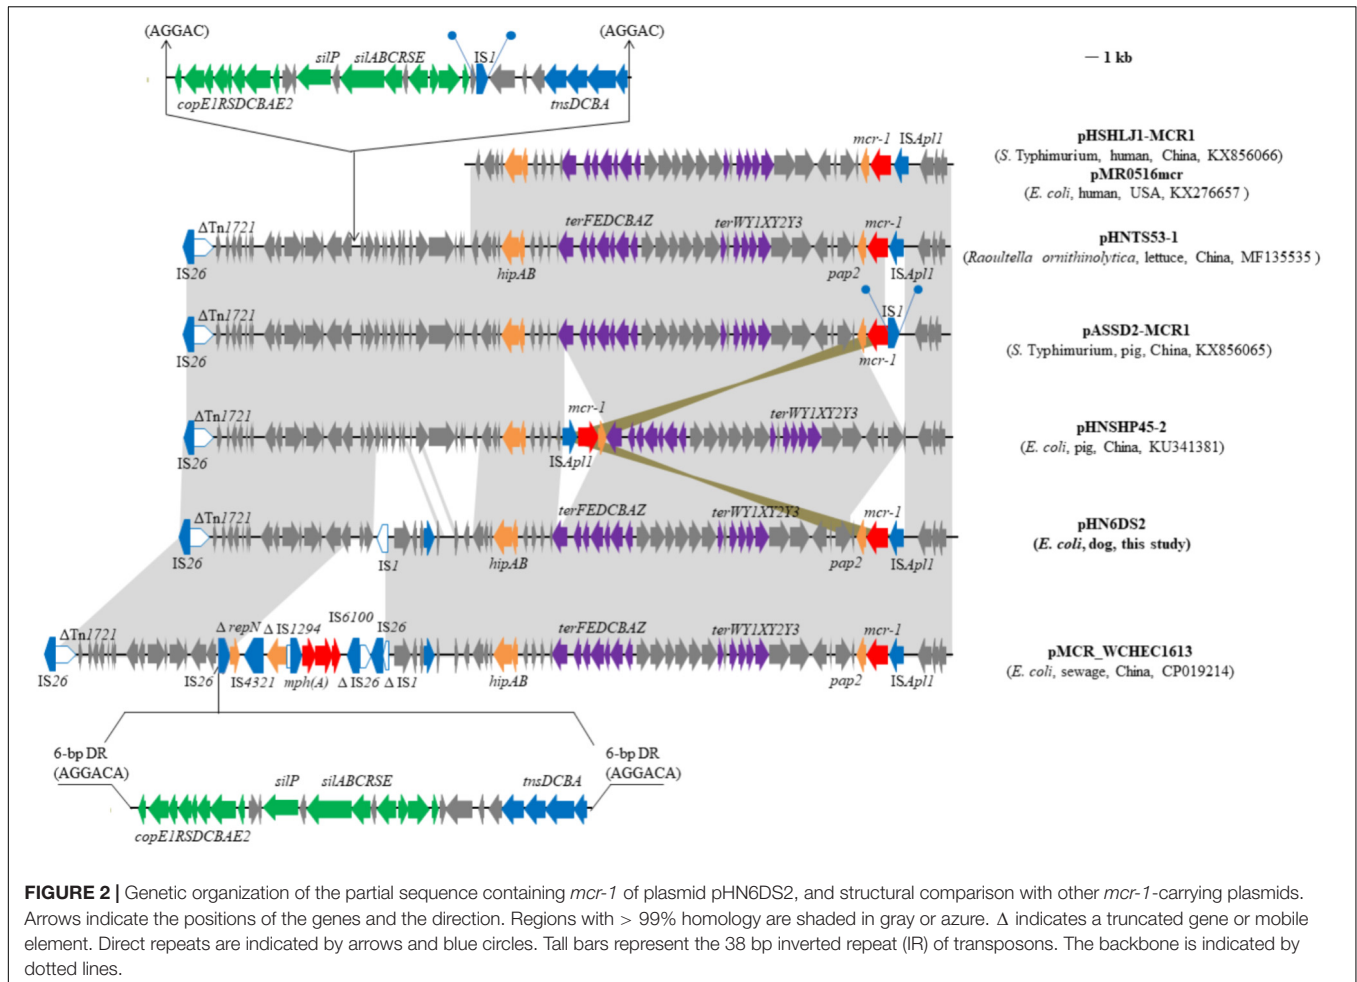 (AGGAC) (AGGAC)
silP silABCRSE IS1
— 1 kb
copE1RSDCBAE2 tnsDCBA
mcr-1 ISApl1
pHSHLJ1-MCR1
(S. Typhimurium, human, China, KX856066)
pMR0516mcr
(E. coli, human, USA, KX276657 )
ΔTn1721 terFEDCBAZ terWY1XY2Y3 mcr-1
pHNTS53-1
(Raoultella ornithinolytica, lettuce, China, MF135535 )
IS26 hipAB pap2 ISApl1
ΔTn1721 IS1
pASSD2-MCR1
(S. Typhimurium, pig, China, KX856065)
IS26 mcr-1
ΔTn1721 mcr-1 terWY1XY2Y3
pHNSHP45-2
(E. coli, pig, China, KU341381)
IS26 ISApl1
ΔTn1721 terFEDCBAZ terWY1XY2Y3 mcr-1
pHN6DS2
(E. coli, dog, this study)
IS26 IS1 hipAB pap2 ISApl1
IS6100
ΔTn1721 Δ repN Δ IS1294 IS26 terFEDCBAZ terWY1XY2Y3 mcr-1
pMCR_WCHEC1613
(E. coli, sewage, China, CP019214)
IS26 IS26 IS4321 mph(A) Δ IS26 Δ IS1 hipAB pap2 ISApl1
6-bp DR 6-bp DR
(AGGACA) (AGGACA)
silP silABCRSE tnsDCBA
copE1RSDCBAE2
FIGURE 2 | Genetic organization of the partial sequence containing mcr-1 of plasmid pHN6DS2, and structural comparison with other mcr-1-carrying plasmids.
Arrows indicate the positions of the genes and the direction. Regions with > 99% homology are shaded in gray or azure. Δ indicates a truncated gene or mobile
element. Direct repeats are indicated by arrows and blue circles. Tall bars represent the 38 bp inverted repeat (IR) of transposons. The backbone is indicated by
dotted lines.